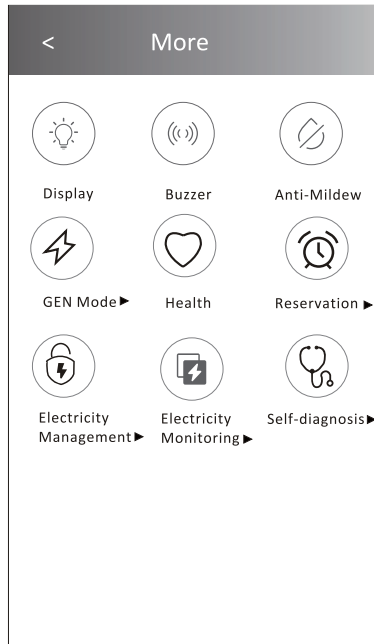 < More
Display Buzzer Anti-Mildew
GEN Mode▶ Health Reservation ▶
Electricity Management▶ Electricity Monitoring▶ Self-diagnosis▶